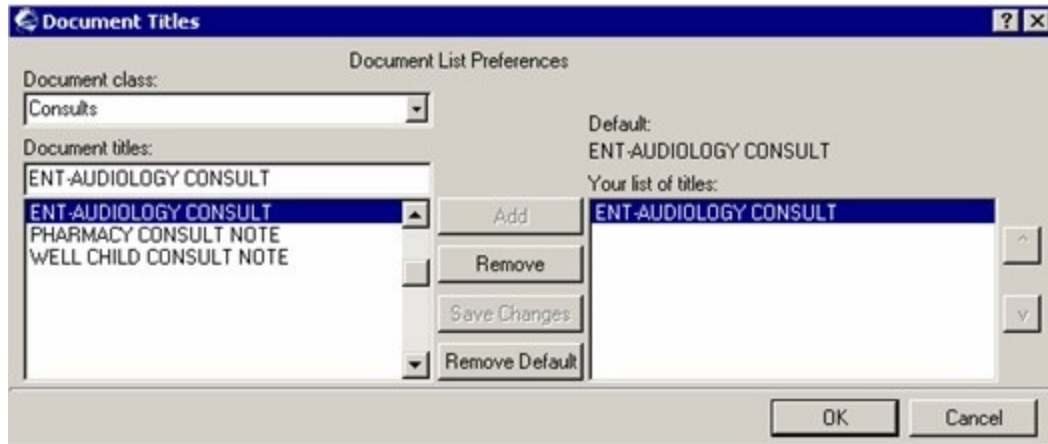 Document Titles
Document List Preferences
Document class:
Consults
Document titles:
ENT-AUDIOLOGY CONSULT
ENT-AUDIOLOGY CONSULT
PHARMACY CONSULT NOTE
WELL CHILD CONSULT NOTE
Add
Remove
Save Changes
Remove Default
Default:
ENT-AUDIOLOGY CONSULT
Your list of titles:
ENT-AUDIOLOGY CONSULT
OK
Cancel